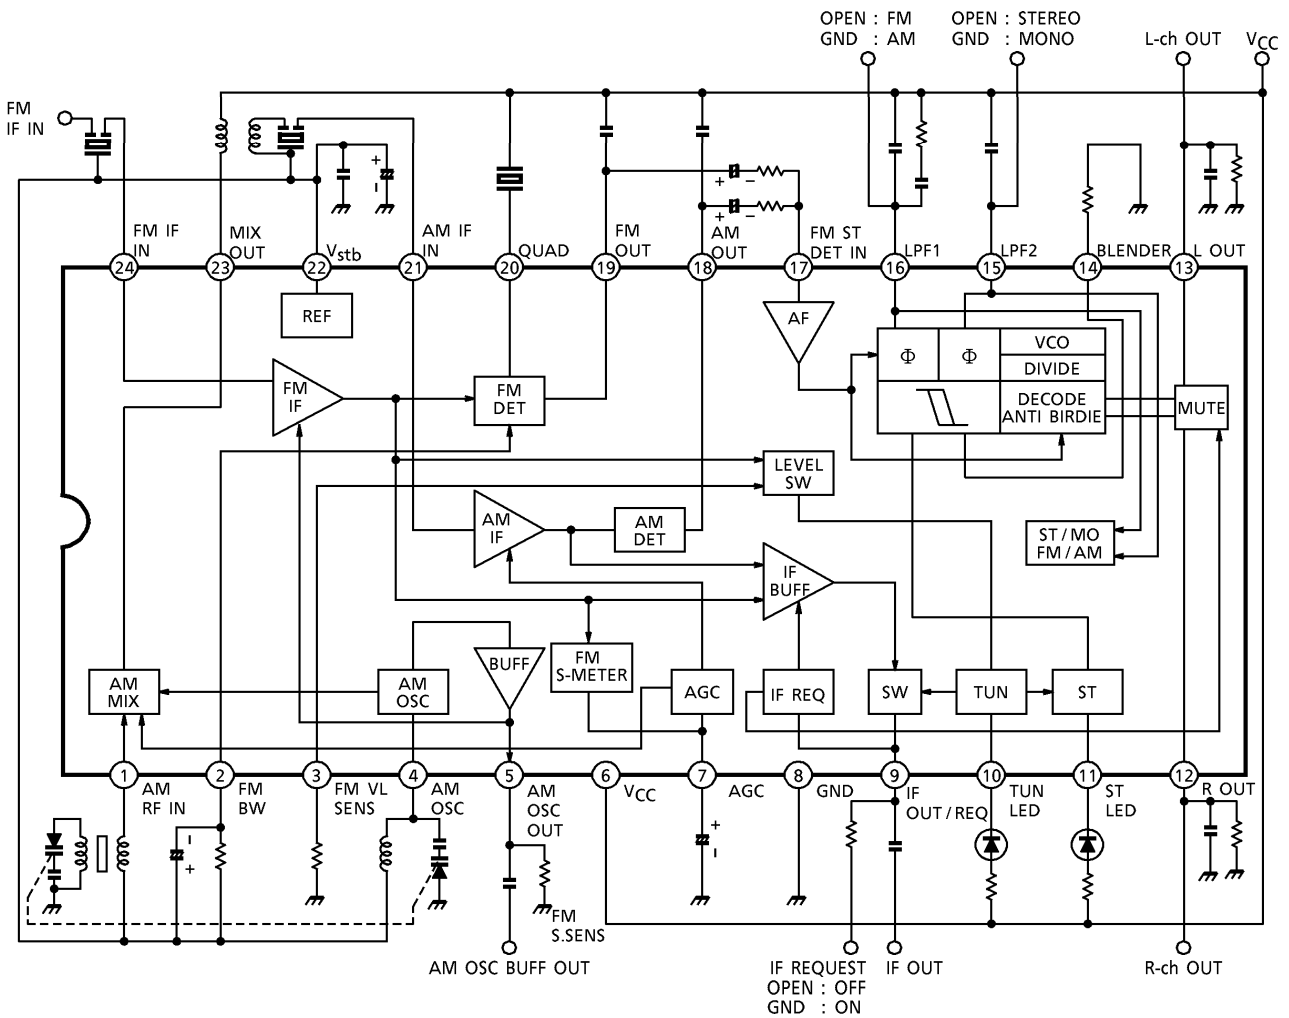 OPEN : FM
GND : AM
OPEN : STEREO
GND : MONO
L-ch OUT
VCC
FM
IF IN
+
+
−
+
−
FM IF
IN
MIX
OUT
Vstb
AM IF
IN
QUAD
FM
OUT
AM
OUT
FM ST
DET IN
LPF1
LPF2
BLENDER
L OUT
24
23
22
21
20
19
18
17
16
15
14
13
REF
AF
Φ
Φ
VCO
DIVIDE
DECODE
ANTI BIRDIE
MUTE
FM
IF
FM
DET
LEVEL
SW
AM
IF
AM
DET
ST/MO
FM/AM
IF
BUFF
AM
MIX
AM
OSC
BUFF
FM
S-METER
AGC
IF REQ
SW
TUN
ST
1
2
3
4
5
6
7
8
9
10
11
12
AM
RF IN
FM
BW
FM VL
SENS
AM
OSC
AM
OSC
OUT
VCC
AGC
GND
IF
OUT/REQ
TUN
LED
ST
LED
R OUT
+
+
FM
S.SENS
AM OSC BUFF OUT
IF REQUEST
OPEN : OFF
GND : ON
IF OUT
R-ch OUT